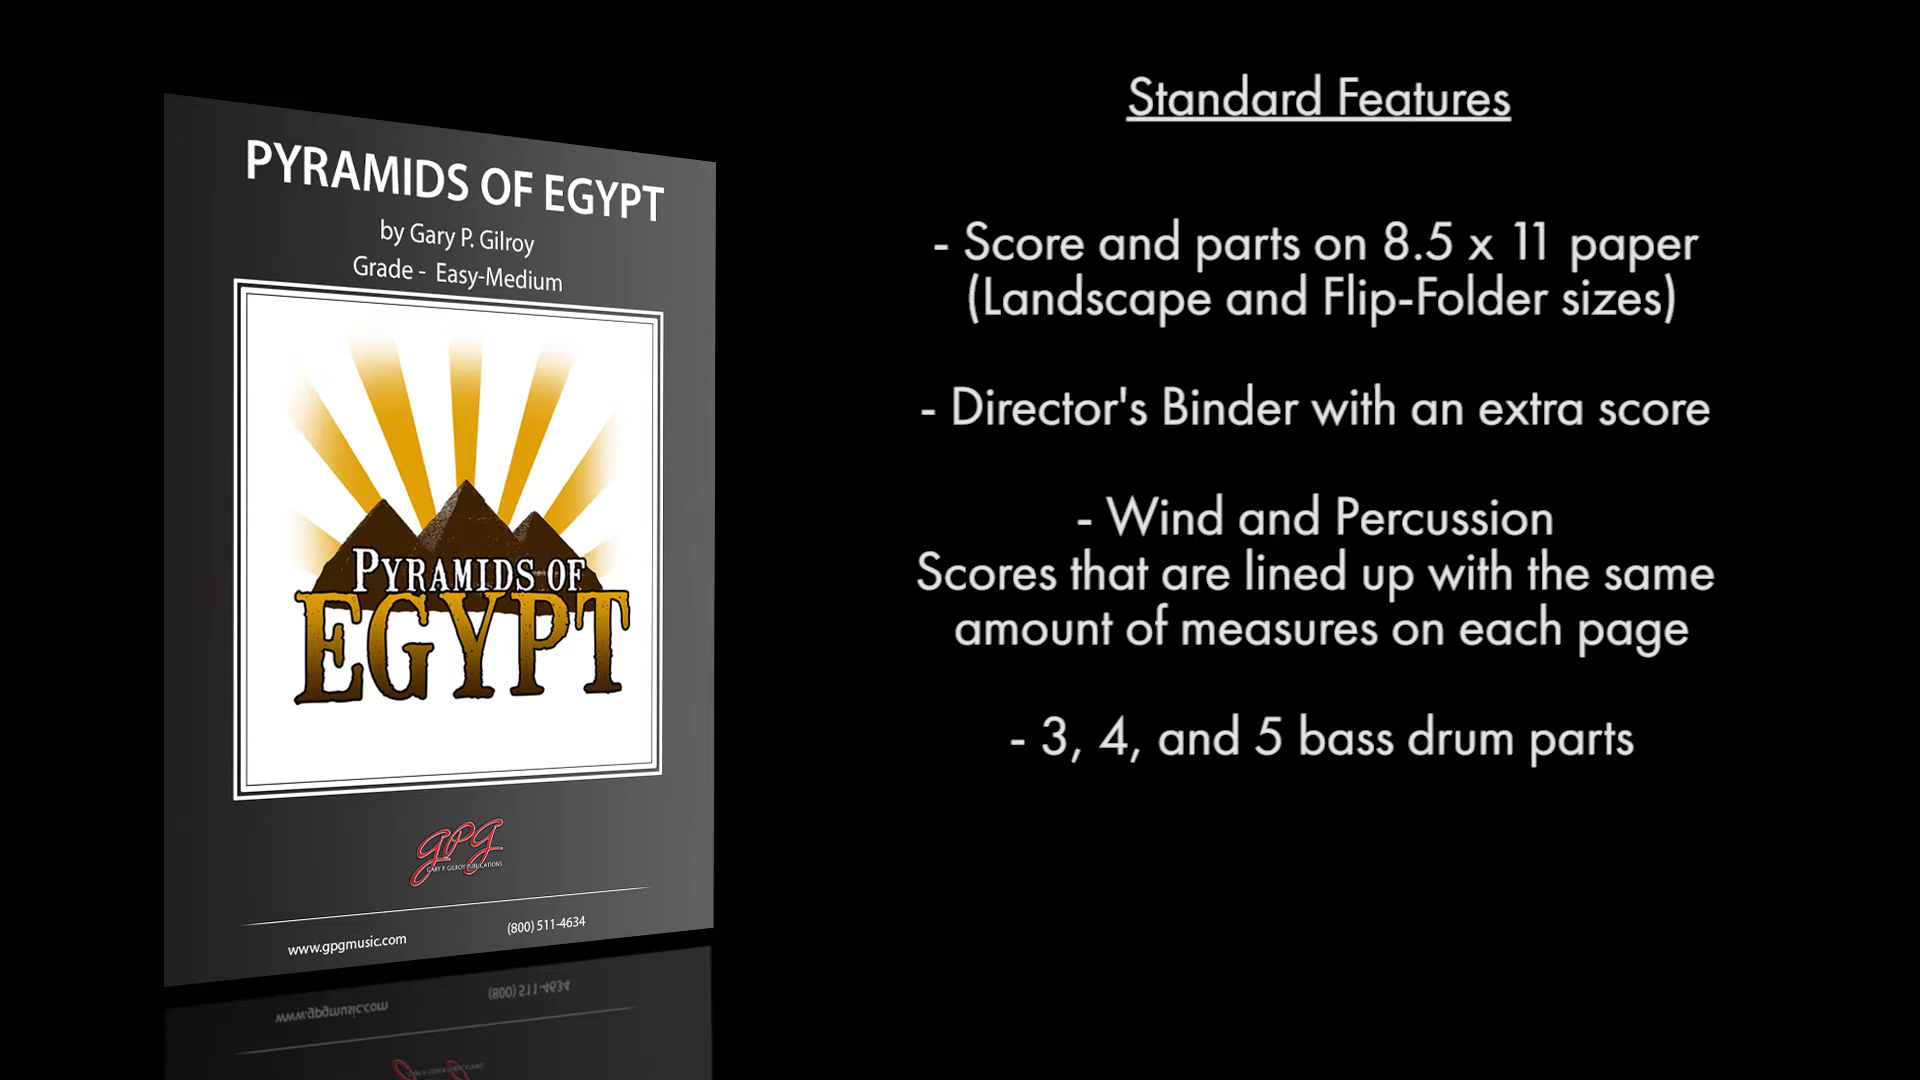 PYRAMIDS OF EGYPT
by Gary P. Gilroy
Grade - Easy-Medium
PYRAMIDS OF
EGYPT
gPg
GARY P. GILROY PUBLICATIONS
www.gpgmusic.com
(800) 511-4634
Standard Features
- Score and parts on 8.5 x 11 paper
(Landscape and Flip-Folder sizes)
- Director's Binder with an extra score
- Wind and Percussion
Scores that are lined up with the same
amount of measures on each page
- 3, 4, and 5 bass drum parts